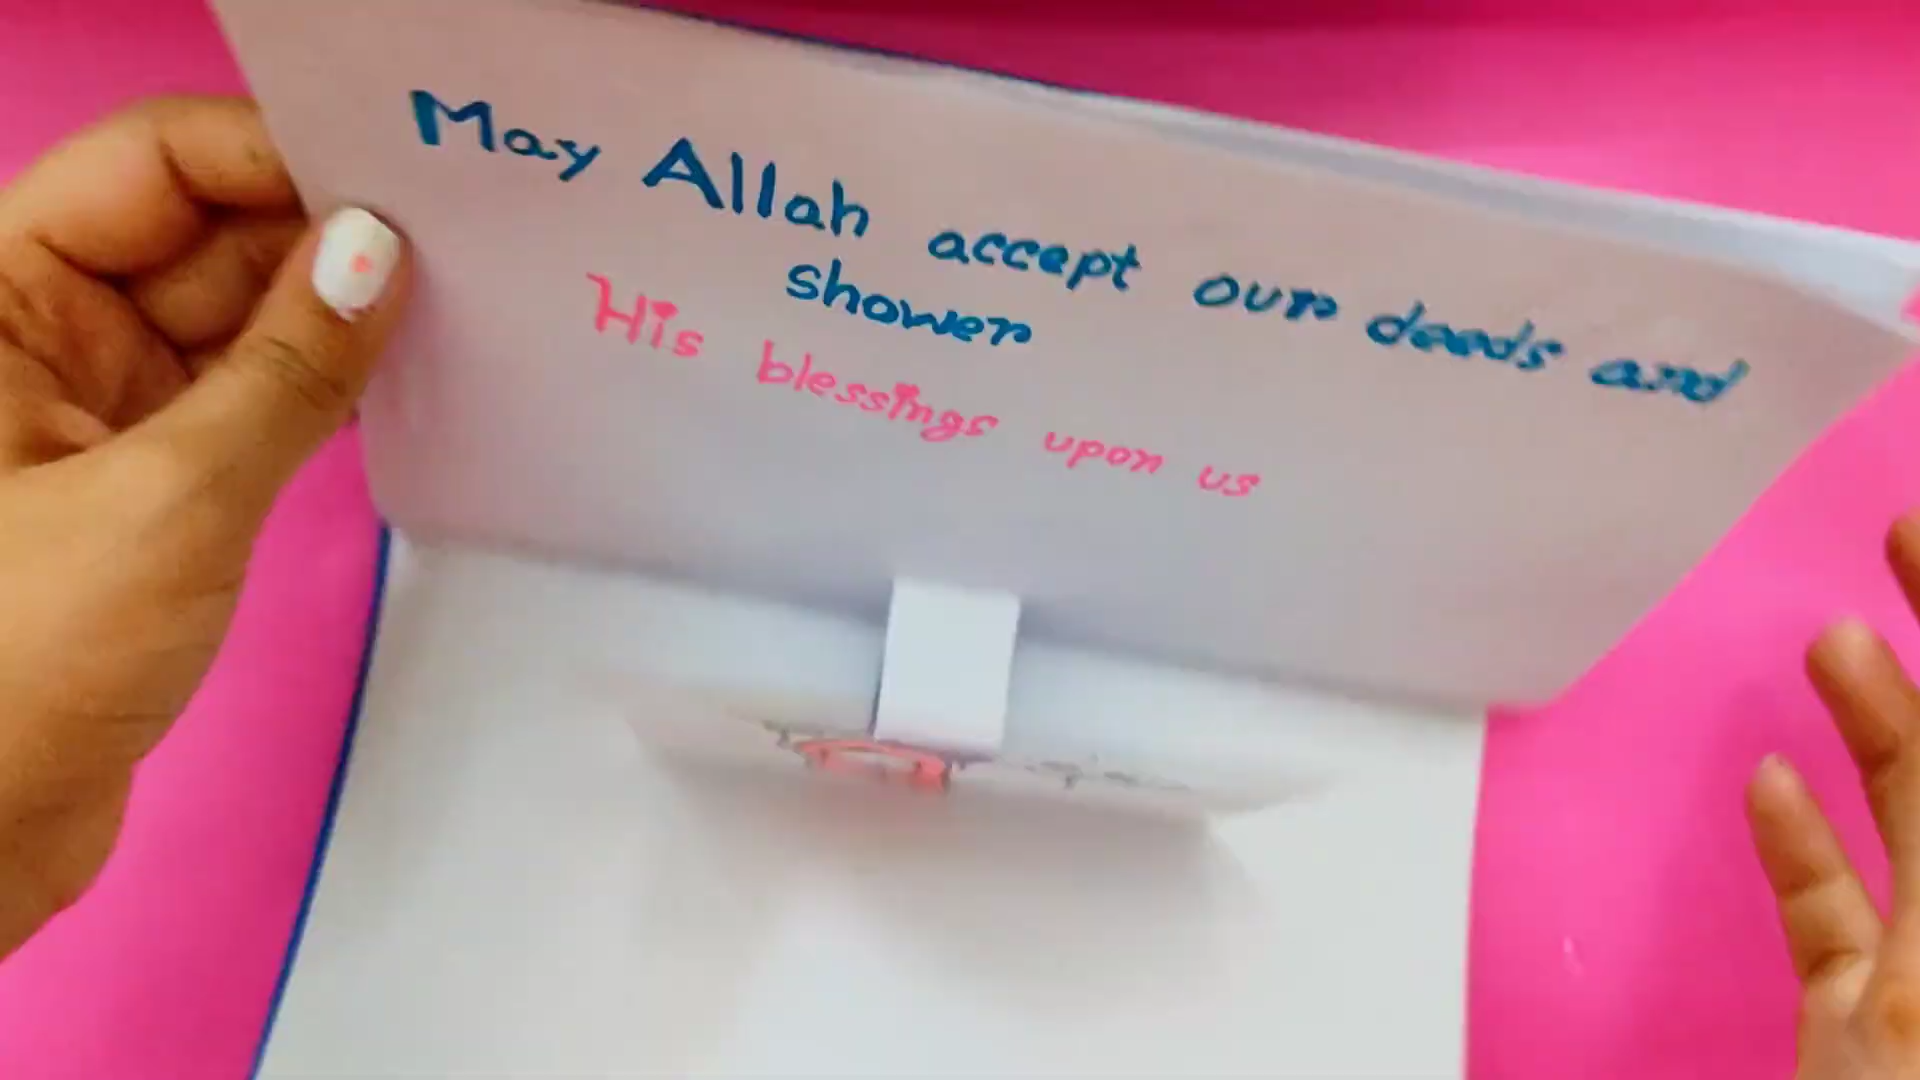 May Allah accept our deeds and
shower
His blessings upon us